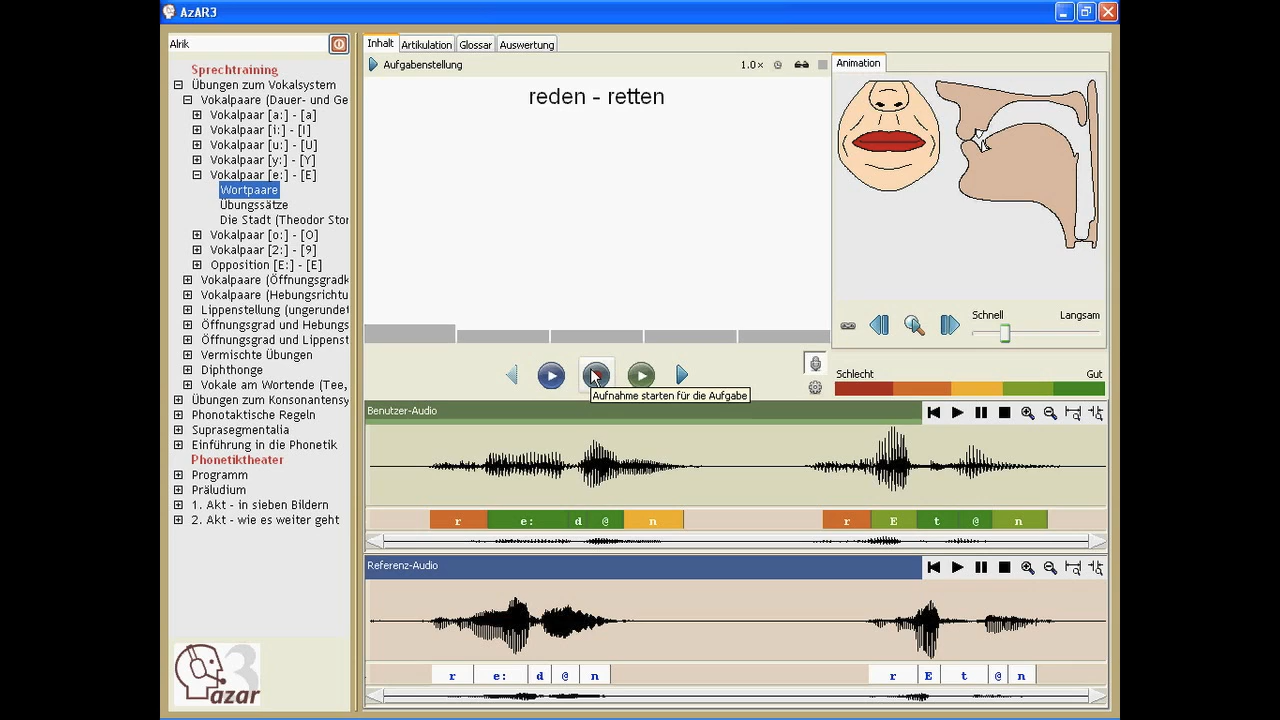 AzAR3
Alrik
Sprechtraining
Übungen zum Vokalsystem
Vokalpaare (Dauer- und Ge
Vokalpaar [a:] - [a]
Vokalpaar [i:] - [I]
Vokalpaar [u:] - [U]
Vokalpaar [y:] - [Y]
Vokalpaar [e:] - [E]
Wortpaare
Übungssätze
Die Stadt (Theodor Stor
Vokalpaar [o:] - [O]
Vokalpaar [2:] - [9]
Opposition [E:] - [E]
Vokalpaare (Öffnungsgradk
Vokalpaare (Hebungsrichtu
Lippenstellung (ungerundet
Öffnungsgrad und Hebungs
Öffnungsgrad und Lippenst
Vermischte Übungen
Diphthonge
Vokale am Wortende (Tee,
Übungen zum Konsonantensy
Phonotaktische Regeln
Suprasegmentalia
Einführung in die Phonetik
Phonetiktheater
Programm
Präludium
1. Akt - in sieben Bildern
2. Akt - wie es weiter geht
3
azar
Inhalt Artikulation Glossar Auswertung
Aufgabenstellung 1.0×
reden - retten
Animation
Schnell Langsam
Aufnahme starten für die Aufgabe
Schlecht Gut
Benutzer-Audio
r e: d @ n r E t @ n
Referenz-Audio
r e: d @ n r E t @ n